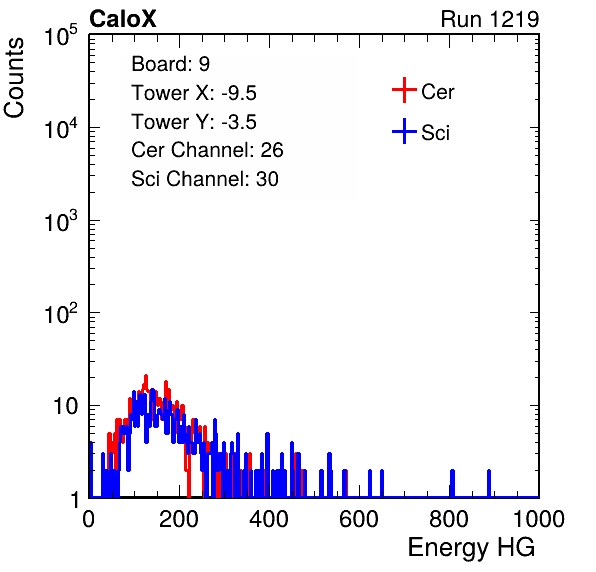 CaloX Run 1219
Counts
Board: 9
Tower X: -9.5
Tower Y: -3.5
Cer Channel: 26
Sci Channel: 30
Cer
Sci
10^5
10^4
10^3
10^2
10
1
0 200 400 600 800 1000
Energy HG